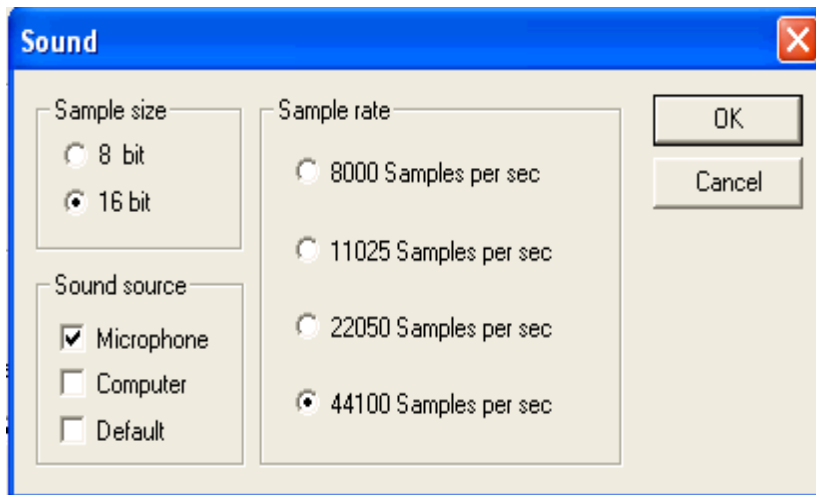 Sound
Sample size
8 bit
16 bit
Sound source
Microphone
Computer
Default
Sample rate
8000 Samples per sec
11025 Samples per sec
22050 Samples per sec
44100 Samples per sec
OK
Cancel